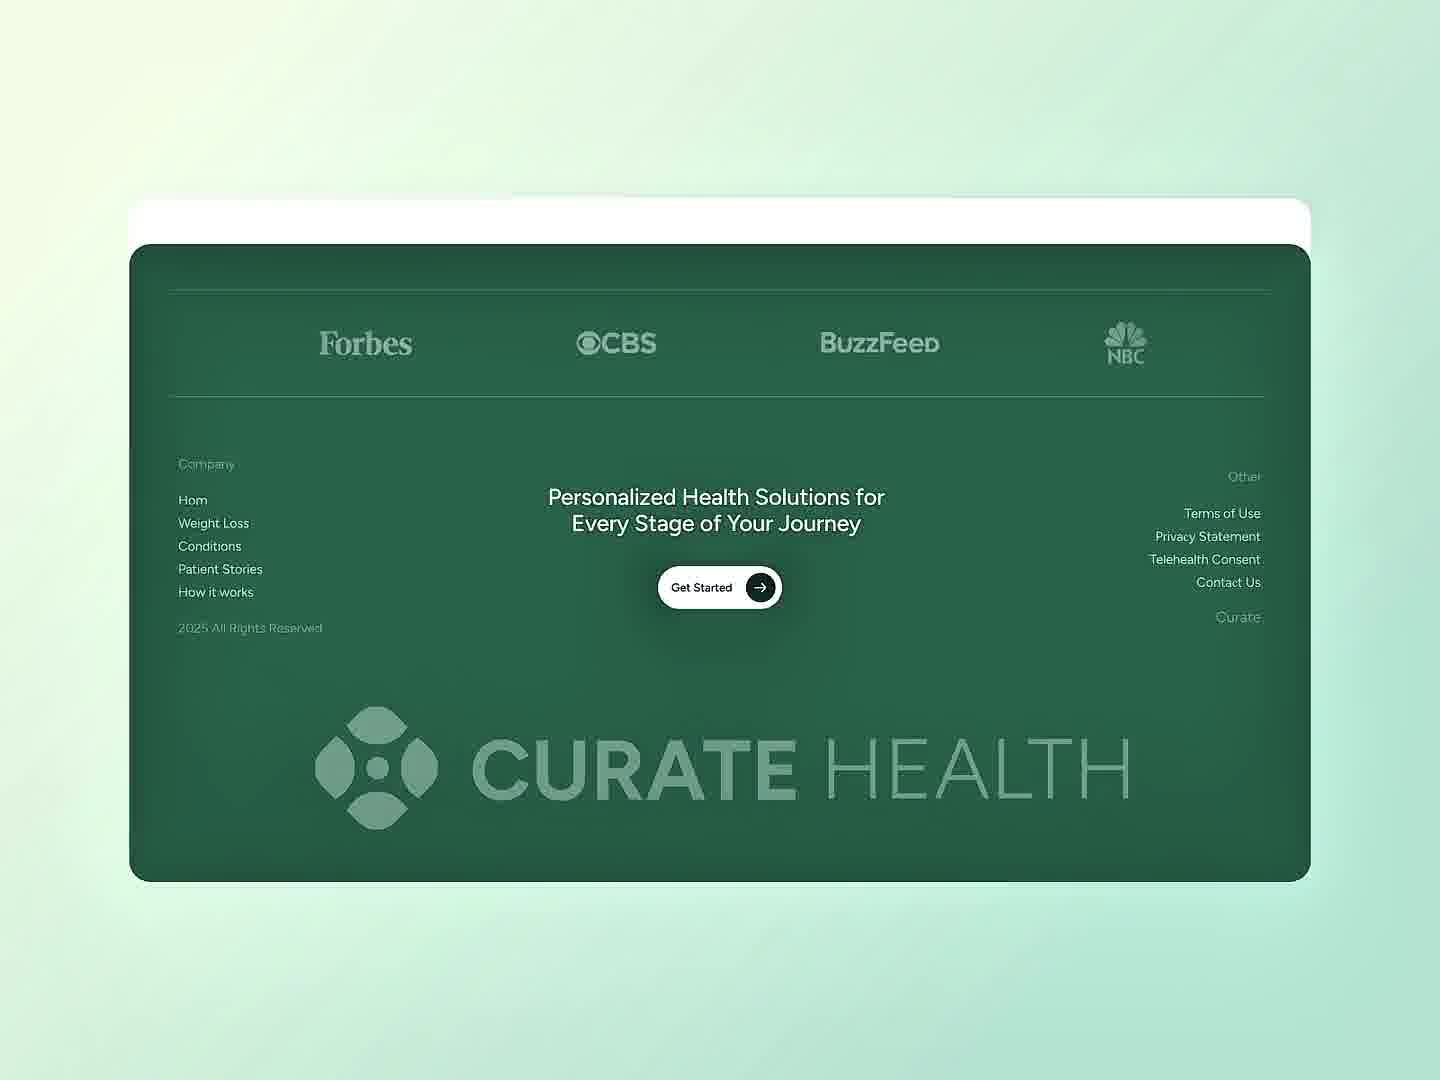 Forbes
CBS
BuzzFeed
NBC
Company
Hom
Weight Loss
Conditions
Patient Stories
How it works
2025 All Rights Reserved
Personalized Health Solutions for
Every Stage of Your Journey
Get Started
Other
Terms of Use
Privacy Statement
Telehealth Consent
Contact Us
Curate
CURATE HEALTH